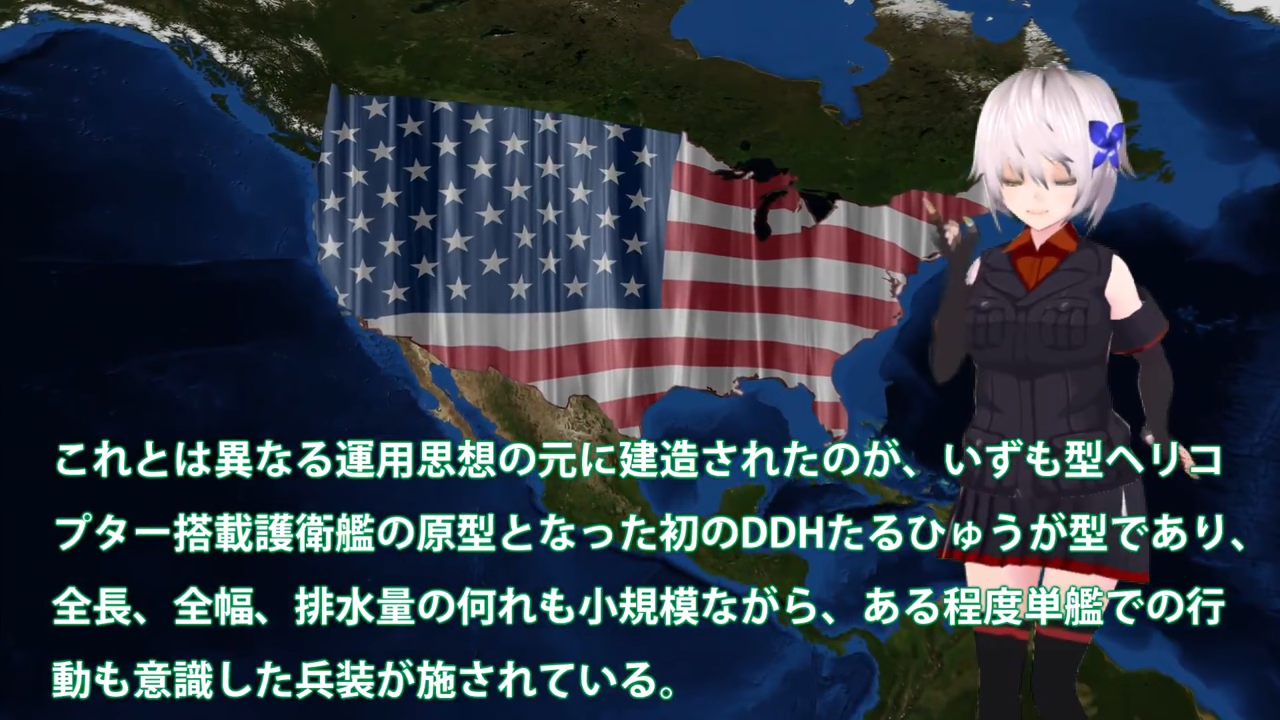 これとは異なる運用思想の元に建造されたのが、いずも型ヘリコ
プター搭載護衛艦の原型となった初のDDHたるひゅうが型であり、
全長、全幅、排水量の何れも小規模ながら、ある程度単艦での行
動も意識した兵装が施されている。